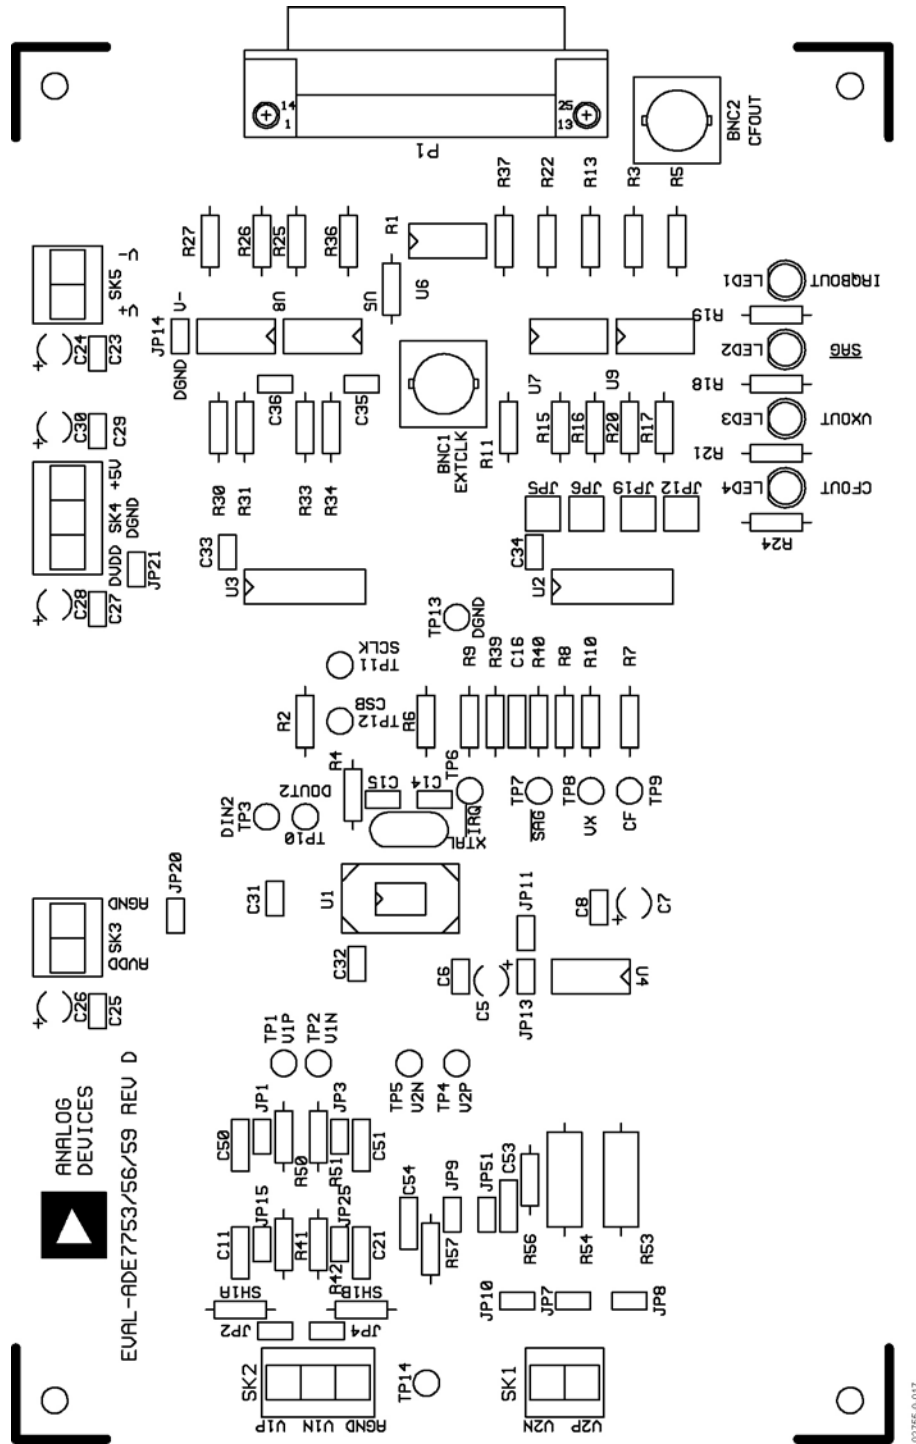 14
1
25
13
P1
BNC2
CFOUT
R37
R22
R13
R3
R5
R27
R26
R25
R36
R1
U6
V-
SK5
V+
C24
C23
JP14
V-
DGND
U8
U5
LED1
IRQBOUT
R19
LED2
SAG
R18
LED3
VXOUT
R21
LED4
CFOUT
R24
C36
C35
U7
U9
BNC1
EXTCLK
R11
R15
R16
R20
R17
C30
C29
R30
R31
R33
R34
JP5
JP6
JP19
JP12
+5V
SK4
DGND
DVDD
JP21
C28
C27
C33
U3
C34
U2
TP13
DGND
TP11
SCLK
TP12
CSB
R2
R6
R9
R39
C16
R40
R8
R10
R7
R4
C15
C14
TP6
IRQ
TP7
SAG
TP8
VX
CF
TP9
DIN2
TP3
DOUT2
TP10
XTAL
JP20
AGND
SK3
AVDD
C26
C25
C31
U1
C32
C6
C5
JP11
JP13
C8
C7
U4
TP1
V1P
TP2
V1N
TP5
V2N
TP4
V2P
ANALOG
DEVICES
EVAL-ADE7753/56/59 REV D
C50
JP1
R50
R51
JP3
C51
C11
JP15
R41
R42
JP25
C21
C54
R57
JP9
JP51
C53
R56
R54
R53
SH1A
SH1B
JP2
JP4
JP10
JP7
JP8
SK2
V1P
V1N
AGND
TP14
SK1
V2N
V2P
02755-0-047